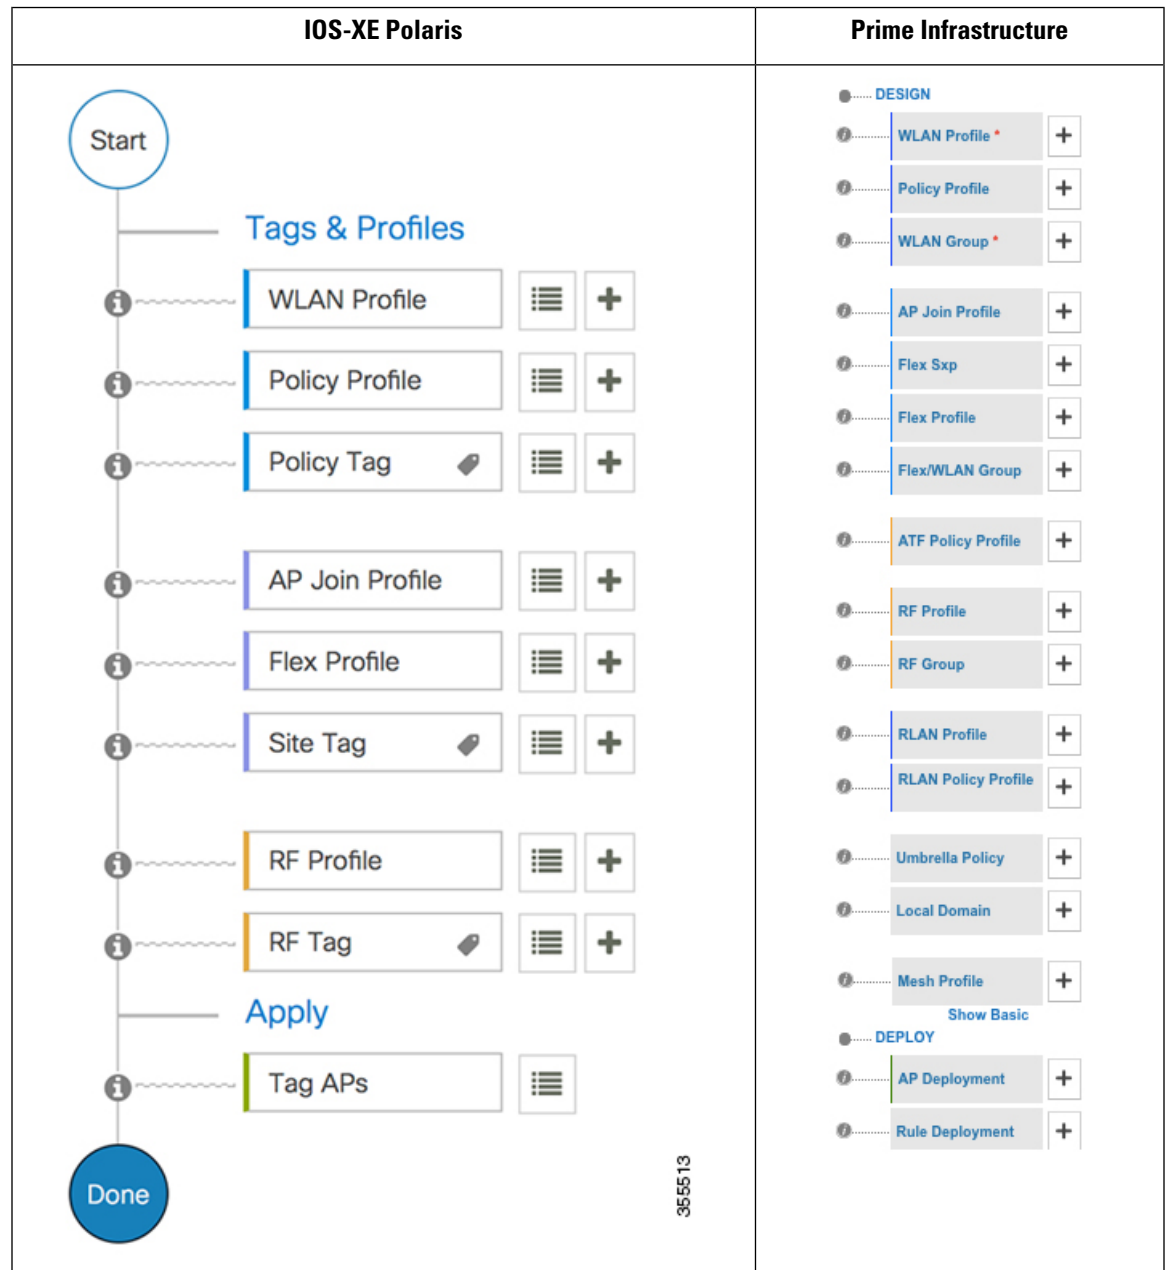 IOS-XE Polaris
Prime Infrastructure
Start
Tags & Profiles
WLAN Profile
Policy Profile
Policy Tag
AP Join Profile
Flex Profile
Site Tag
RF Profile
RF Tag
Apply
Tag APs
Done
355513
DESIGN
WLAN Profile *
Policy Profile
WLAN Group *
AP Join Profile
Flex Sxp
Flex Profile
Flex/WLAN Group
ATF Policy Profile
RF Profile
RF Group
RLAN Profile
RLAN Policy Profile
Umbrella Policy
Local Domain
Mesh Profile
Show Basic
DEPLOY
AP Deployment
Rule Deployment